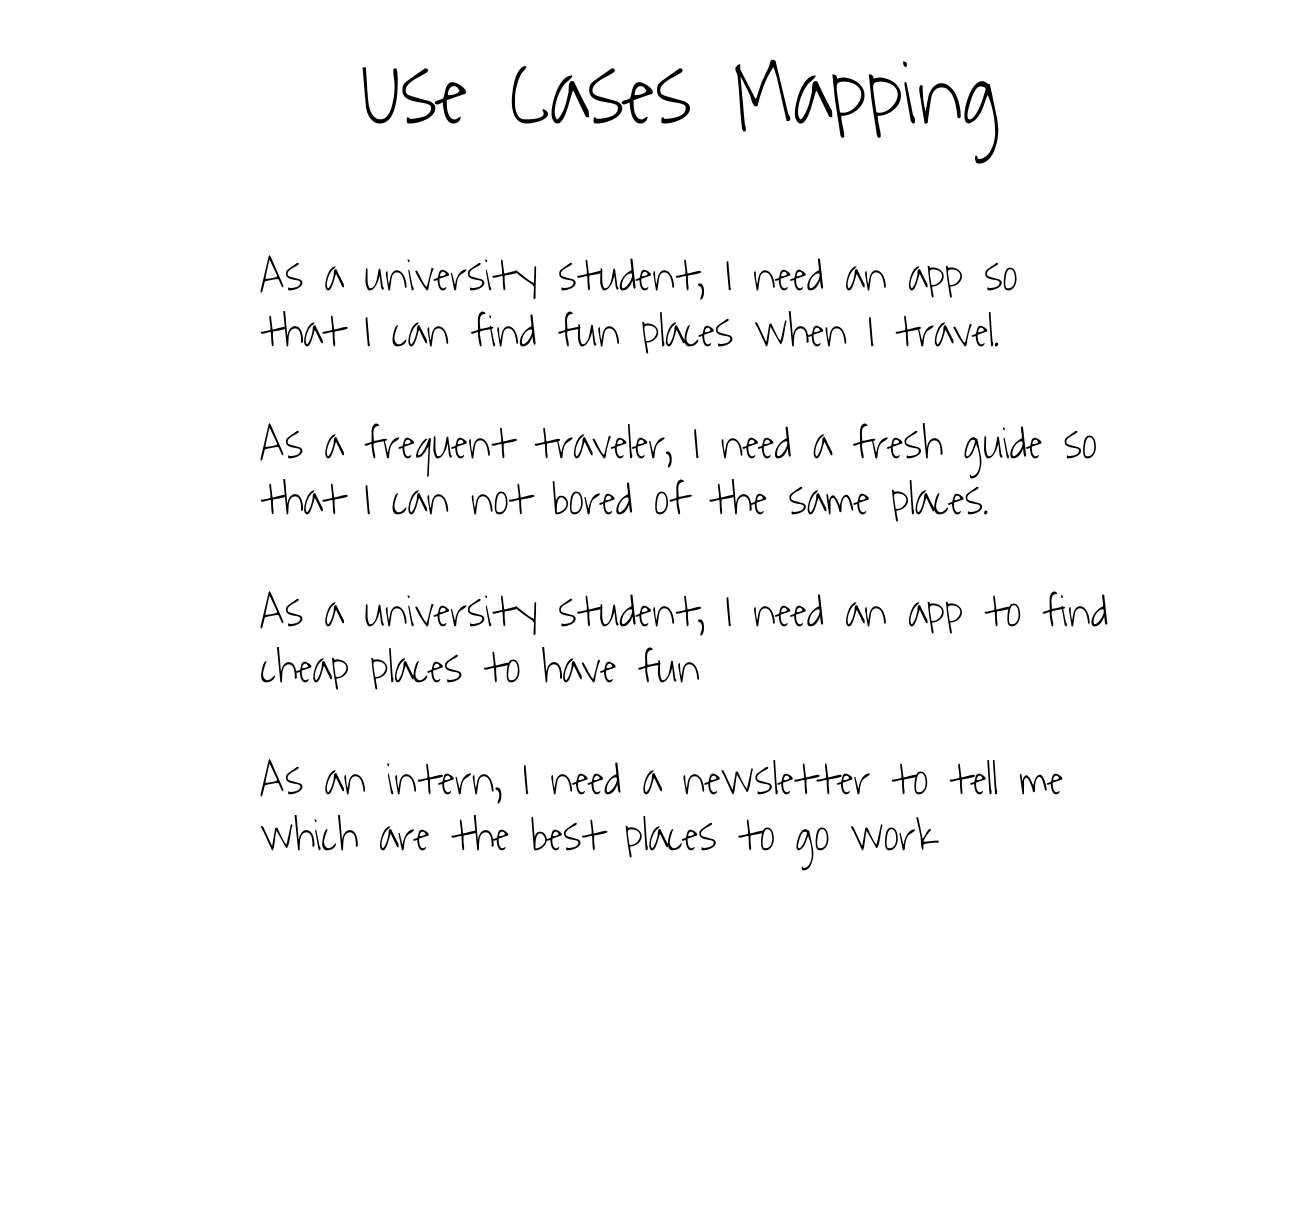 Use Cases Mapping
As a university student, I need an app so
that I can find fun places when I travel.
As a frequent traveler, I need a fresh guide so
that I can not bored of the same places.
As a university student, I need an app to find
cheap places to have fun
As an intern, I need a newsletter to tell me
which are the best places to go work